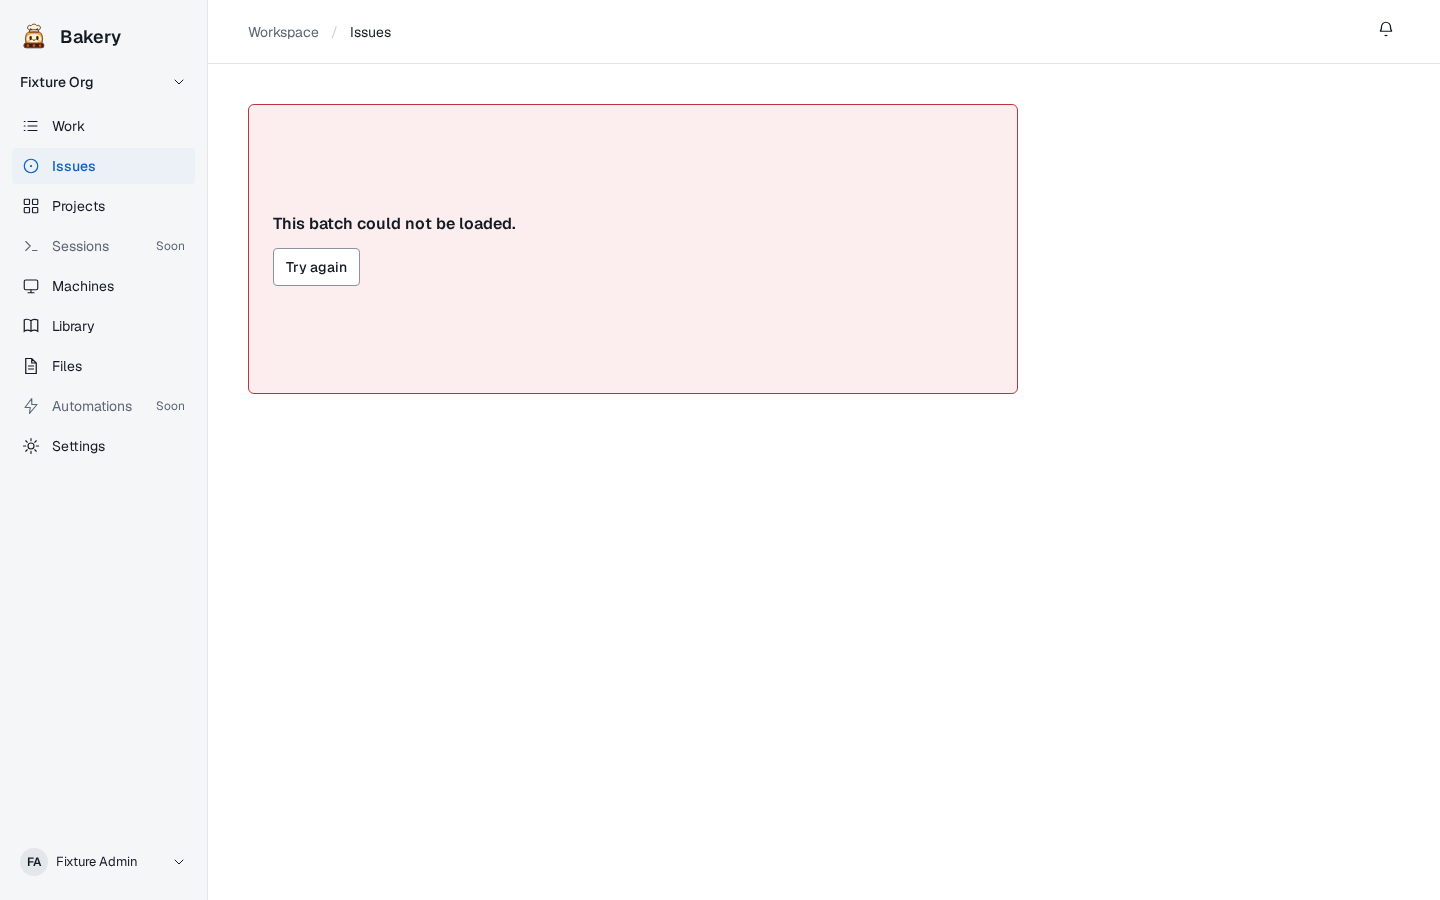 Bakery
Fixture Org
Work
Issues
Projects
Sessions Soon
Machines
Library
Files
Automations Soon
Settings
FA Fixture Admin
Workspace / Issues
This batch could not be loaded.
Try again